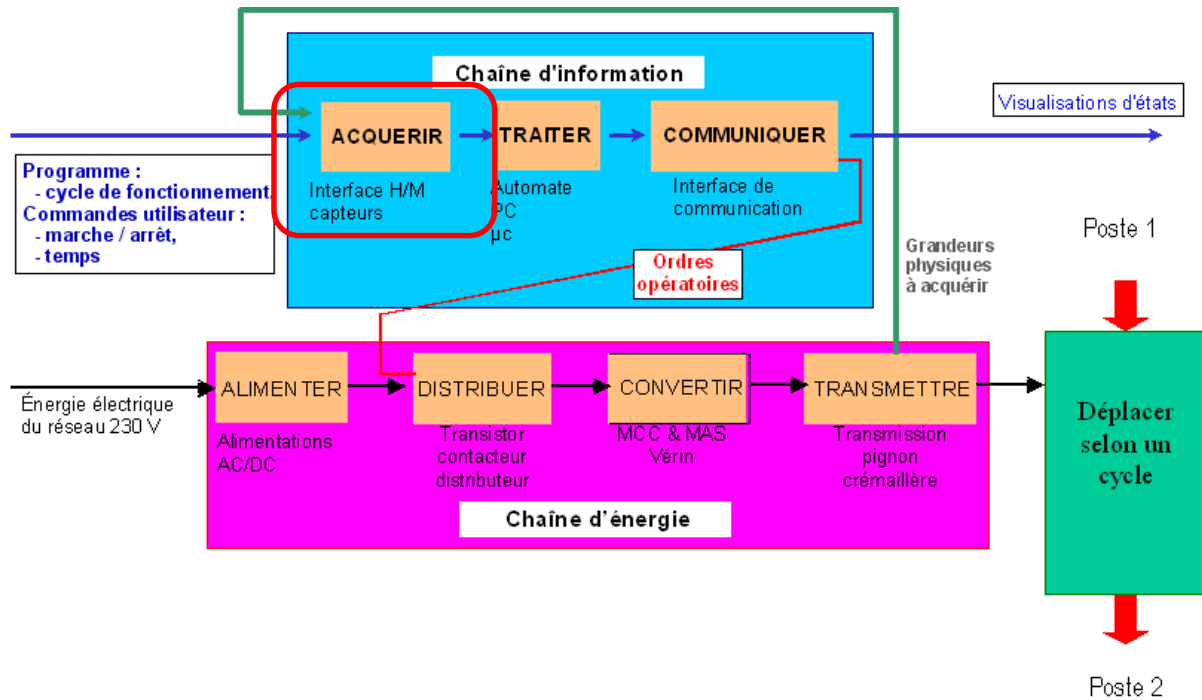 Chaîne d'information
Visualisations d'états
ACQUERIR
TRAITER
COMMUNIQUER
Programme :
- cycle de fonctionnement.
Commandes utilisateur :
- marche / arrêt,
- temps
Interface H/M
capteurs
Automate
PC
µc
Interface de
communication
Ordres
opératoires
Grandeurs
physiques
à acquérir
Poste 1
ALIMENTER
DISTRIBUER
CONVERTIR
TRANSMETTRE
Énergie électrique
du réseau 230 V
Alimentations
AC/DC
Transistor
contacteur
distributeur
MCC & MAS
Vérin
Transmission
pignon
crémaillère
Déplacer
selon un
cycle
Chaîne d'énergie
Poste 2